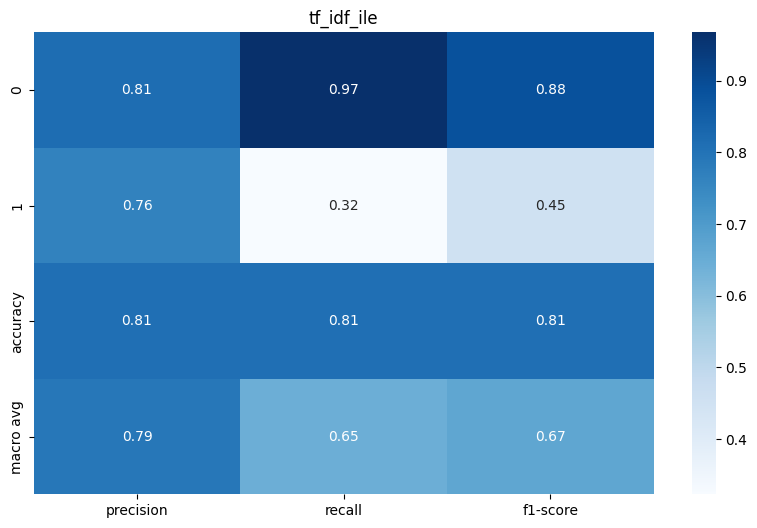 tf_idf_ile
0 0.81 0.97 0.88
1 0.76 0.32 0.45
accuracy 0.81 0.81 0.81
macro avg 0.79 0.65 0.67
precision recall f1-score
0.9
0.8
0.7
0.6
0.5
0.4